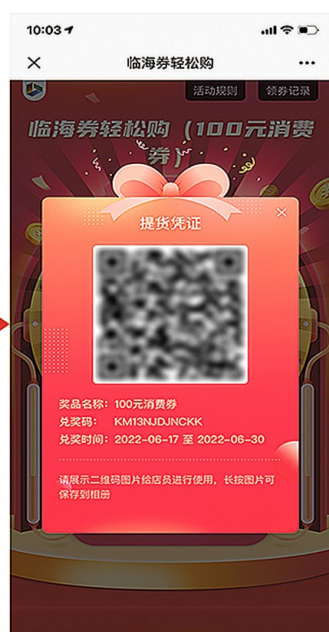 10:03
临海券轻松购
活动规则
领券记录
临海券轻松购（100元消费
券）
提货凭证
奖品名称：100元消费券
兑奖码：KM13NJDJNCKK
兑奖时间：2022-06-17 至 2022-06-30
请展示二维码图片给店员进行使用，长按图片可
保存到相册